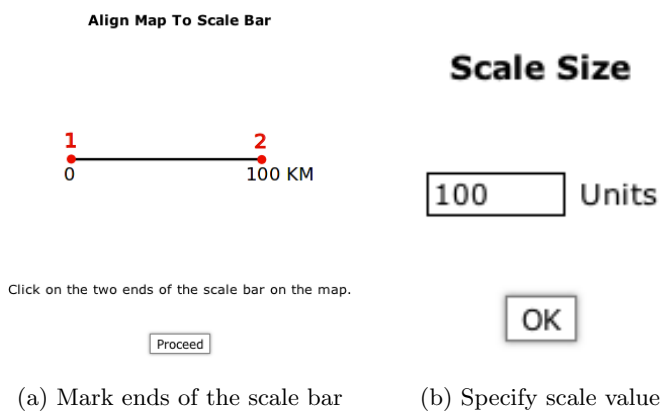 Align Map To Scale Bar
1 2
0 100 KM
Click on the two ends of the scale bar on the map.
Proceed
(a) Mark ends of the scale bar
Scale Size
100 Units
OK
(b) Specify scale value